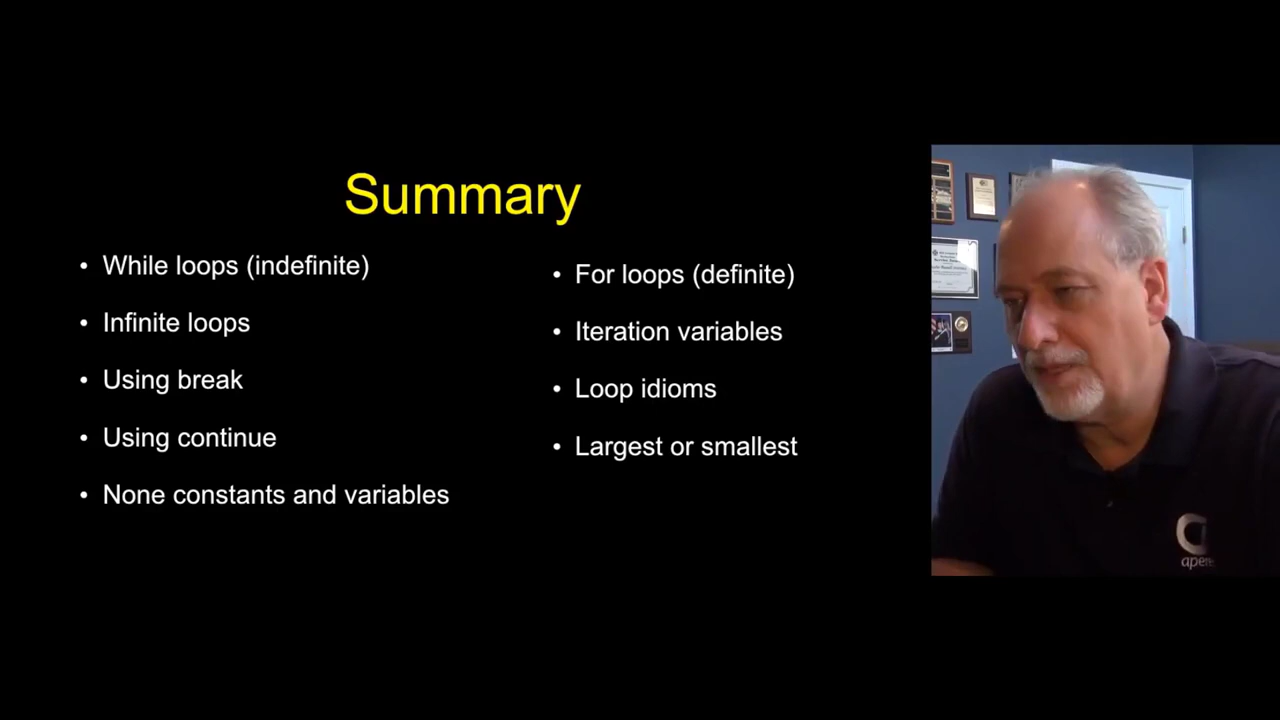 Summary
• While loops (indefinite)
• Infinite loops
• Using break
• Using continue
• None constants and variables
• For loops (definite)
• Iteration variables
• Loop idioms
• Largest or smallest